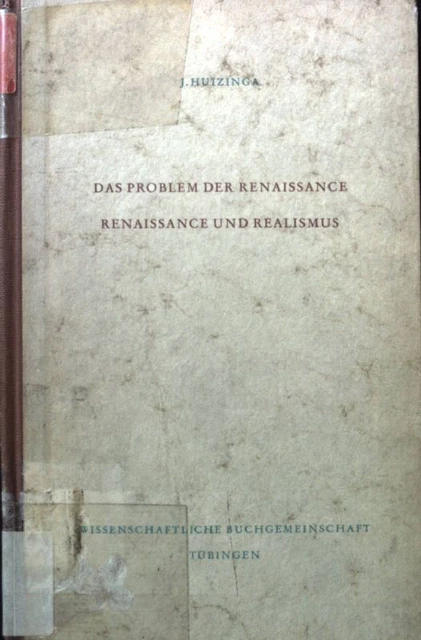 J. HUIZINGA
DAS PROBLEM DER RENAISSANCE
RENAISSANCE UND REALISMUS
WISSENSCHAFTLICHE BUCHGEMEINSCHAFT
TÜBINGEN